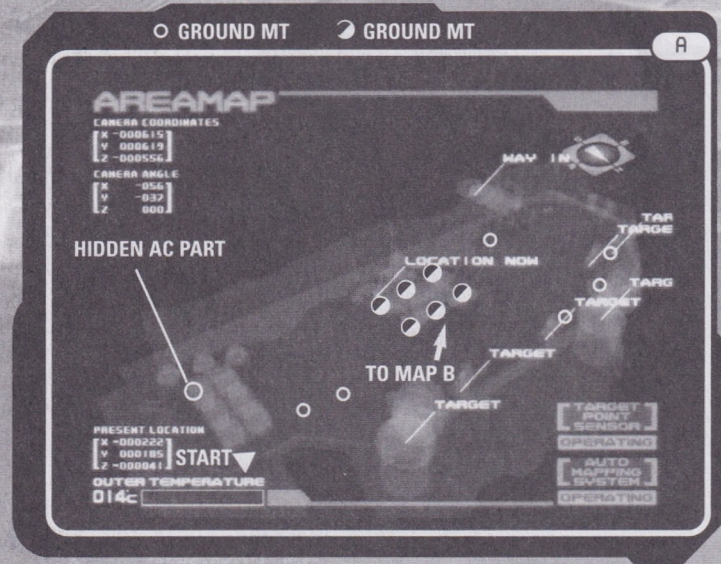 GROUND MT GROUND MT
A
AREAMAP
CAMERA COORDINATES
X -000615
Y 000619
Z -000556
CAMERA ANGLE
X -056
Y -037
Z 000
WAY IN
HIDDEN AC PART
TAR
TARGE
LOCATION NOW
TARG
TARGET
TO MAP B
TARGET
TARGET
PRESENT LOCATION
X -000222
Y 000185
Z -000041
START
OUTER TEMPERATURE
014c
TARGET
POINT
SENSOR
OPERATING
AUTO
MAPPING
SYSTEM
OPERATING